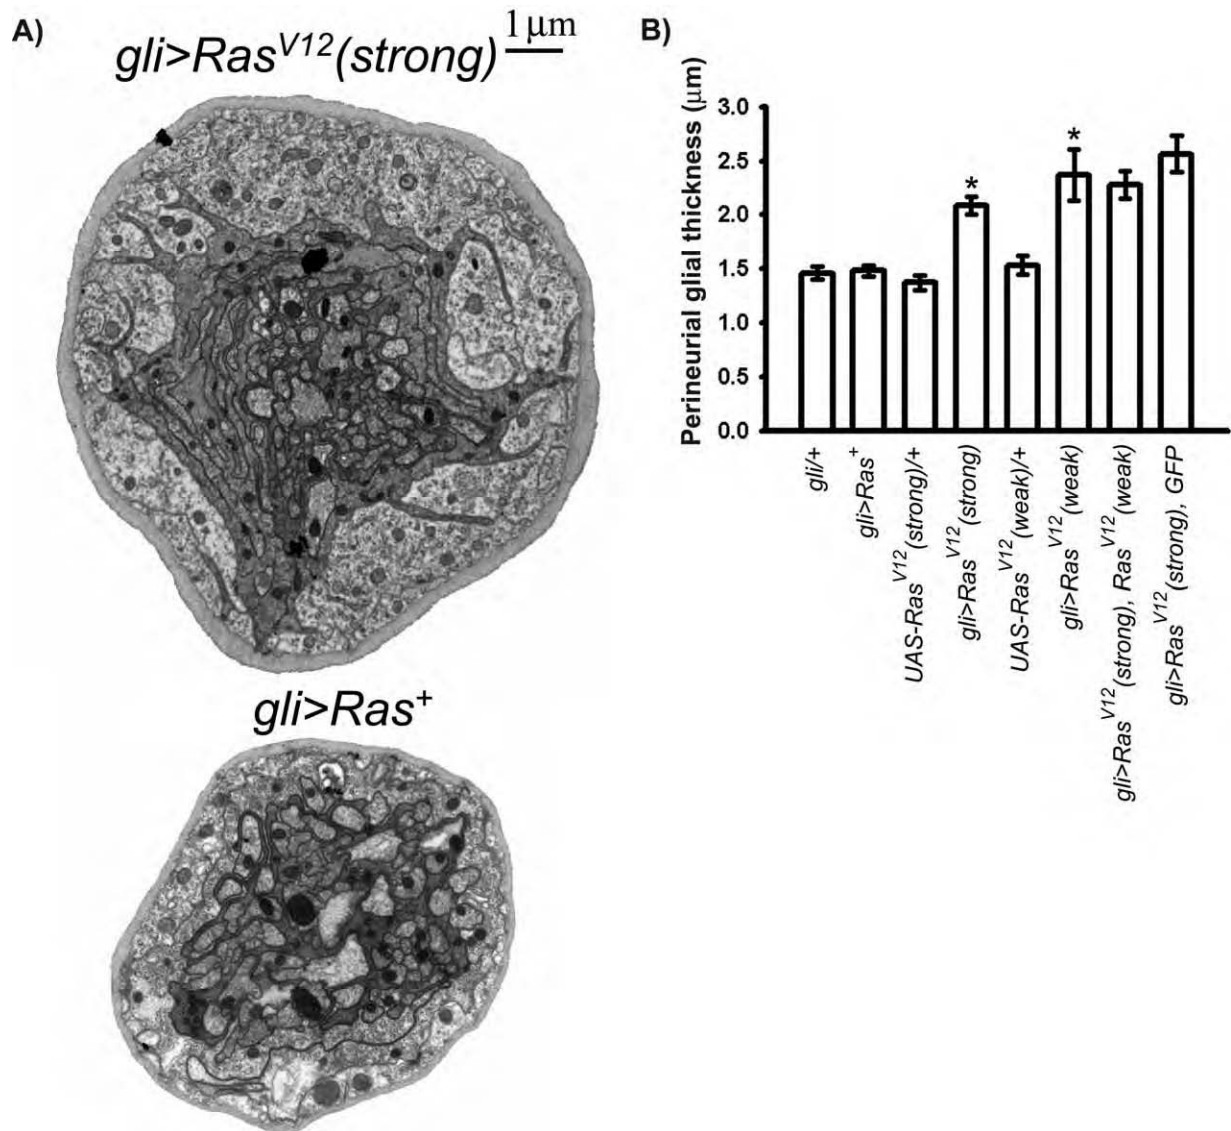 A)
gli>Ras^V12(strong) 1 μm
gli>Ras^+
B)
Perineurial glial thickness (μm)
3.0
2.5
2.0
1.5
1.0
0.5
0.0
*
*
gli/+
gli>Ras^+
UAS-Ras^V12(strong)/+
gli>Ras^V12(strong)
UAS-Ras^V12(weak)/+
gli>Ras^V12(weak)
gli>Ras^V12(strong), Ras^V12(weak)
gli>Ras^V12(strong), GFP